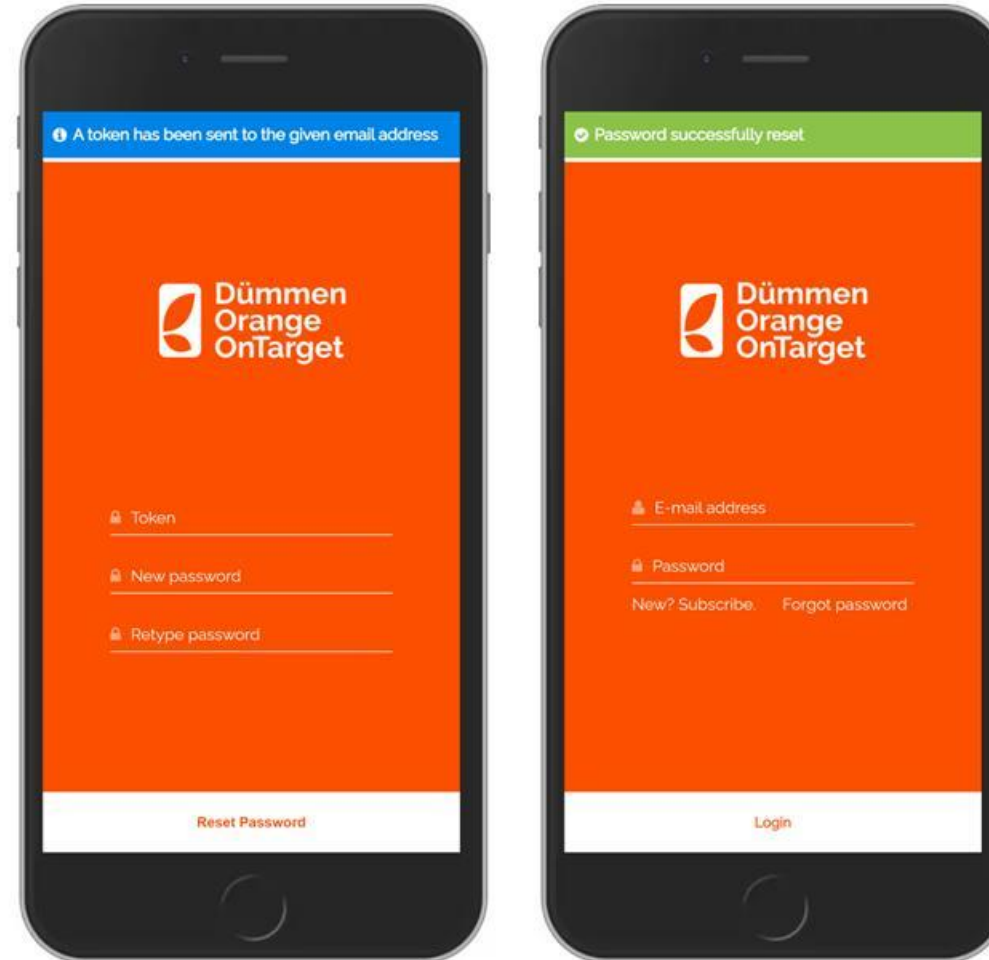 A token has been sent to the given email address
Dümmen
Orange
OnTarget
Token
New password
Retype password
Reset Password
Password successfully reset
Dümmen
Orange
OnTarget
E-mail address
Password
New? Subscribe. Forgot password
Login